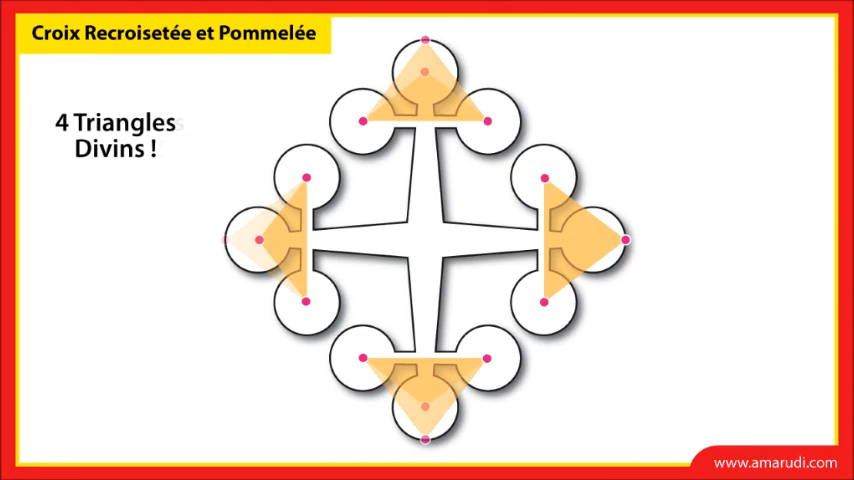 Croix Recroisetée et Pommelée
4 Triangles
Divins !
www.amarudi.com